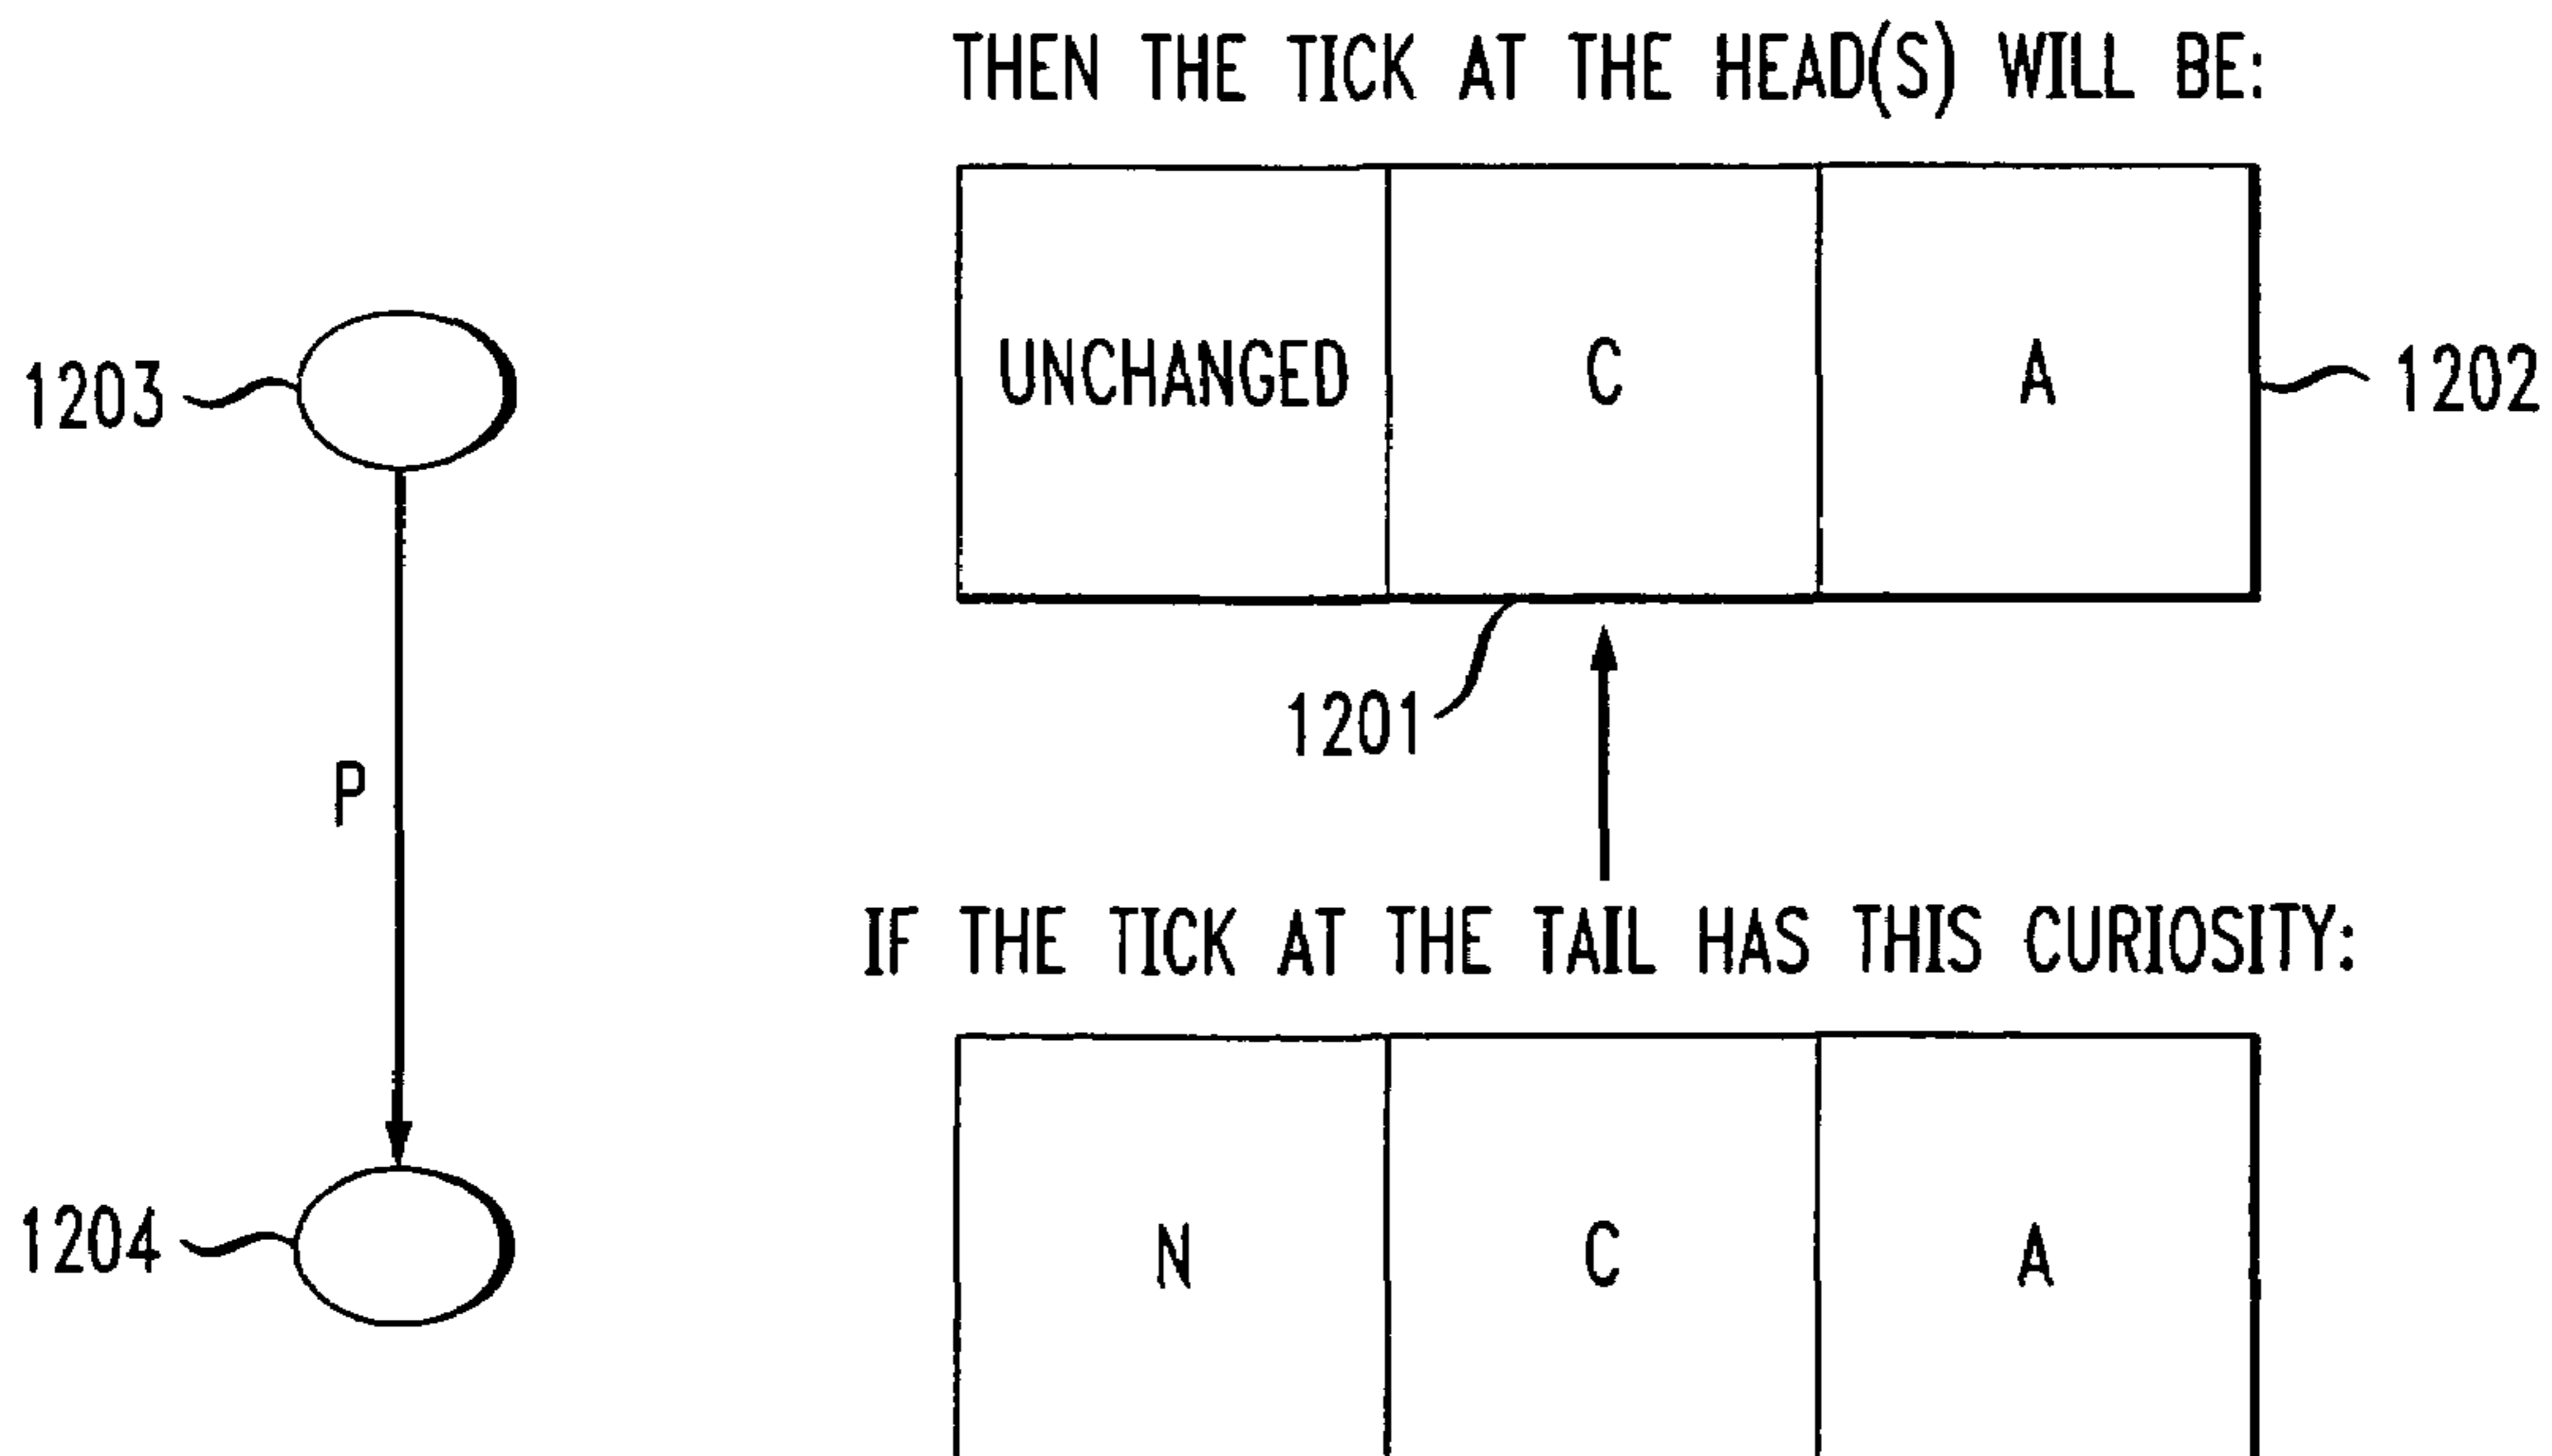 THEN THE TICK AT THE HEAD(S) WILL BE:
1203
UNCHANGED C A
1202
1201
P
IF THE TICK AT THE TAIL HAS THIS CURIOSITY:
1204
N C A